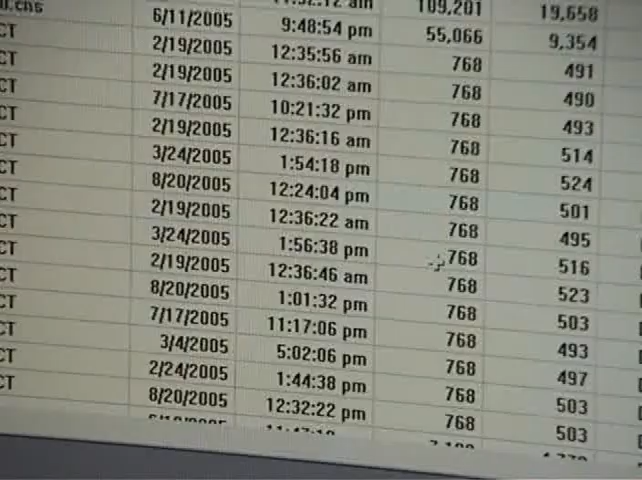 .cns 6/11/2005 9:48:54 pm 55,066 9,354
109,201 19,658
CT 2/19/2005 12:35:56 am 768 491
CT 2/19/2005 12:36:02 am 768 490
CT 7/17/2005 10:21:32 pm 768 493
CT 2/19/2005 12:36:16 am 768 514
CT 3/24/2005 1:54:18 pm 768 524
CT 8/20/2005 12:24:04 pm 768 501
CT 2/19/2005 12:36:22 am 768 495
CT 3/24/2005 1:56:38 pm 768 516
CT 2/19/2005 12:36:46 am 768 523
CT 8/20/2005 1:01:32 pm 768 503
CT 7/17/2005 11:17:06 pm 768 493
CT 3/4/2005 5:02:06 pm 768 497
CT 2/24/2005 1:44:38 pm 768 503
CT 8/20/2005 12:32:22 pm 768 503